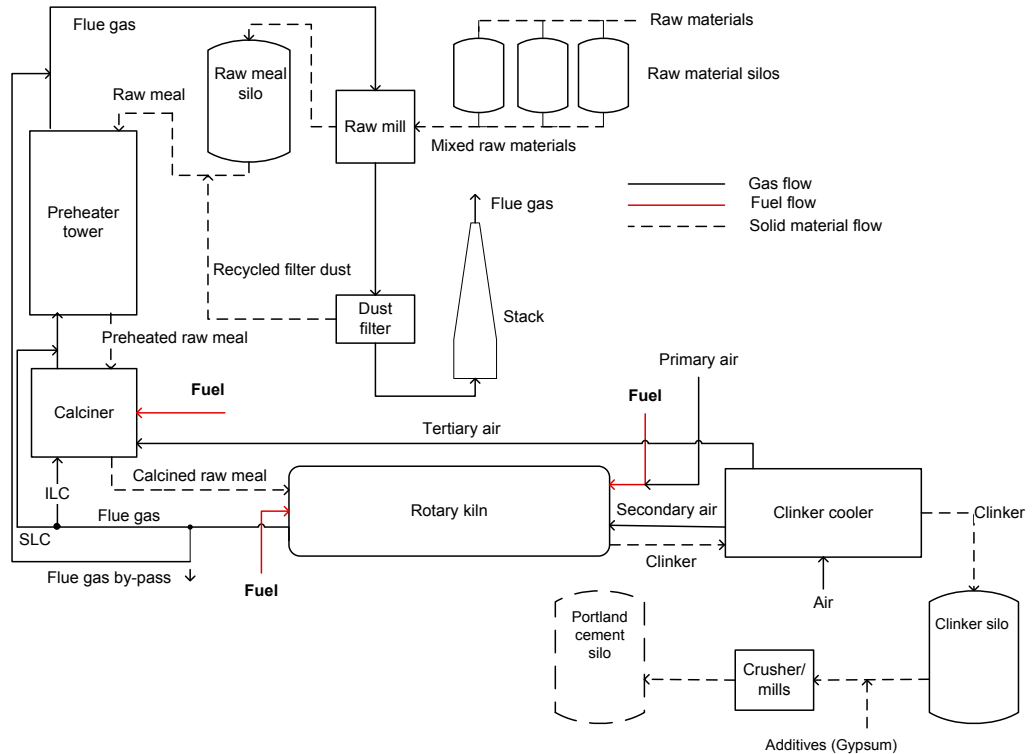 Flue gas
Raw materials
Raw meal
silo
Raw material silos
Raw meal
Raw mill
Mixed raw materials
Gas flow
Flue gas
Fuel flow
Preheater
tower
Solid material flow
Recycled filter dust
Dust
filter
Stack
Preheated raw meal
Primary air
Fuel
Fuel
Calciner
Tertiary air
Calcined raw meal
ILC
Flue gas
Rotary kiln
Secondary air
Clinker cooler
Clinker
SLC
Clinker
Flue gas by-pass
Fuel
Air
Portland
cement
silo
Clinker silo
Crusher/
mills
Additives (Gypsum)